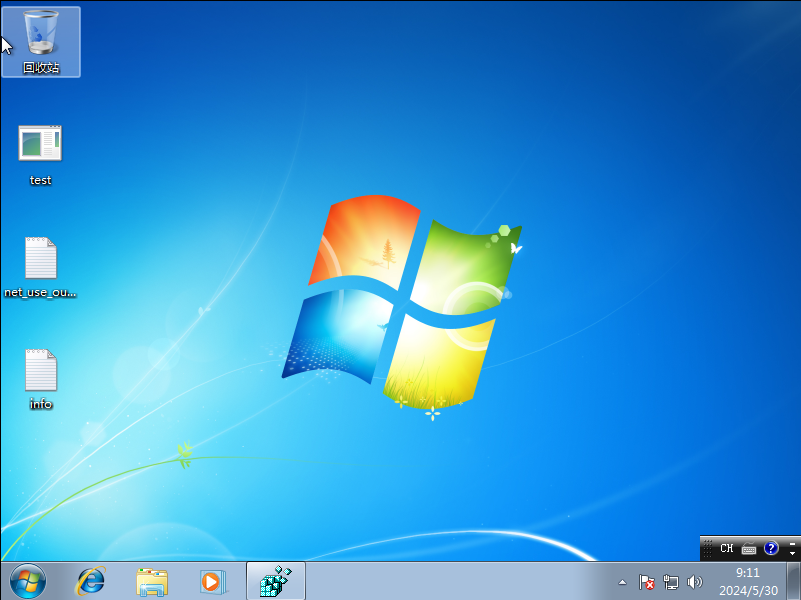 回收站
test
net_use_ou...
info
CH
?
9:11
2024/5/30